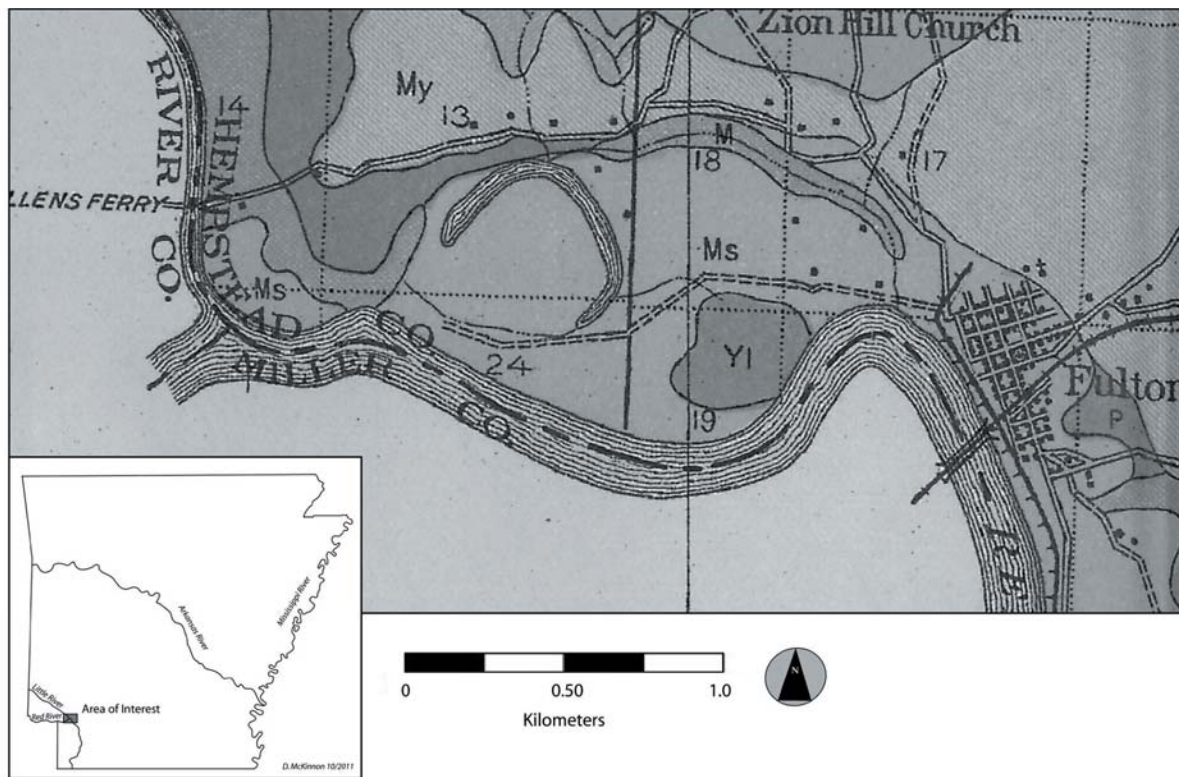 Zion Hill Church
RIVER CO.
My
14
13
M
HEMPSTEAD CO.
18
17
LLENS FERRY
Ms
Ms
MILLER CO.
24
Yl
19
Fulton
P
RE
Mississippi River
Arkansas River
Little River
Red River
Area of Interest
D. McKinnon 10/2011
0
0.50
1.0
Kilometers
N